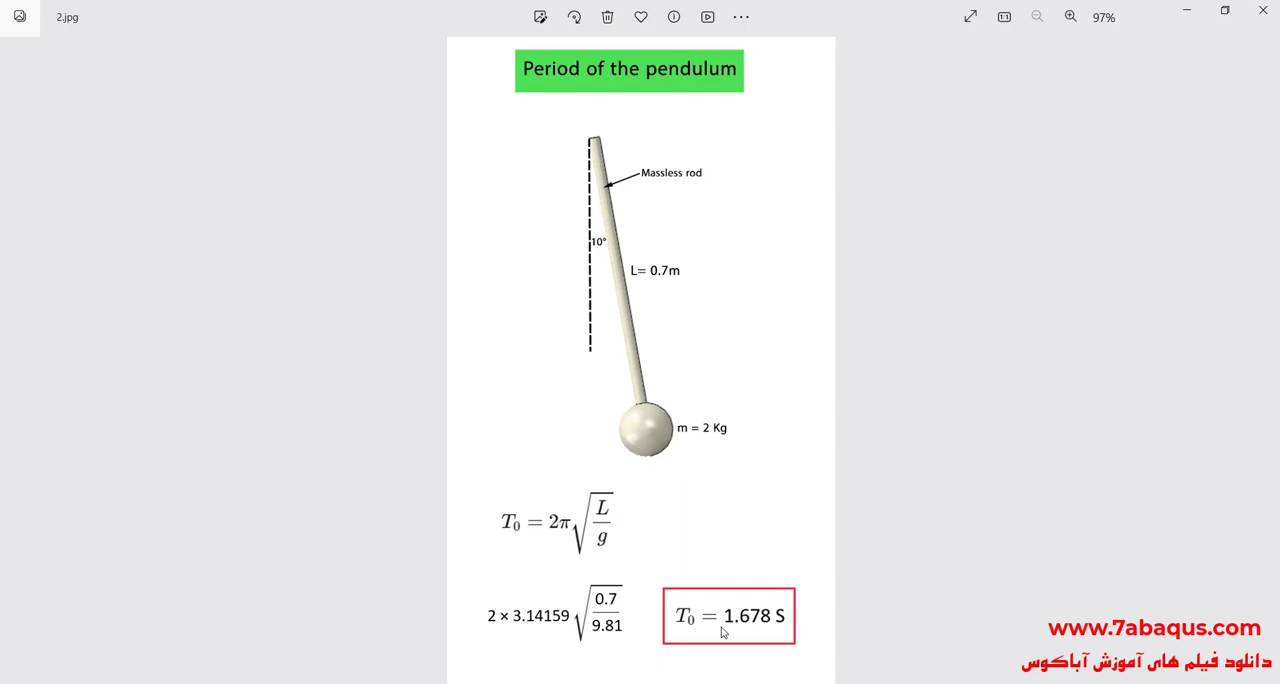 2.jpg
97%
Period of the pendulum
Massless rod
10°
L= 0.7m
m = 2 Kg
T₀ = 2π√(L/g)
2 × 3.14159 √(0.7/9.81)
T₀ = 1.678 S
www.7abaqus.com
دانلود فیلم های آموزش آباکوس